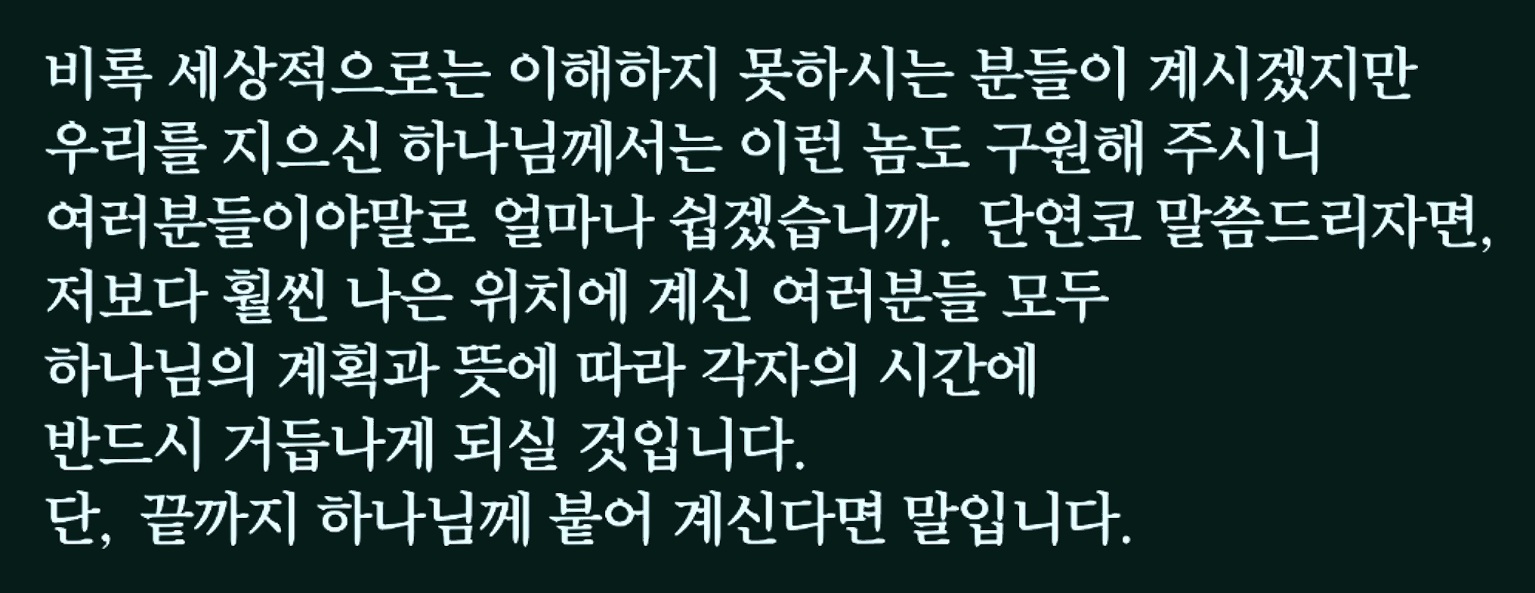 비록 세상적으로는 이해하지 못하시는 분들이 계시겠지만
우리를 지으신 하나님께서는 이런 놈도 구원해 주시니
여러분들이야말로 얼마나 쉽겠습니까. 단연코 말씀드리자면,
저보다 훨씬 나은 위치에 계신 여러분들 모두
하나님의 계획과 뜻에 따라 각자의 시간에
반드시 거듭나게 되실 것입니다.
단, 끝까지 하나님께 붙어 계신다면 말입니다.